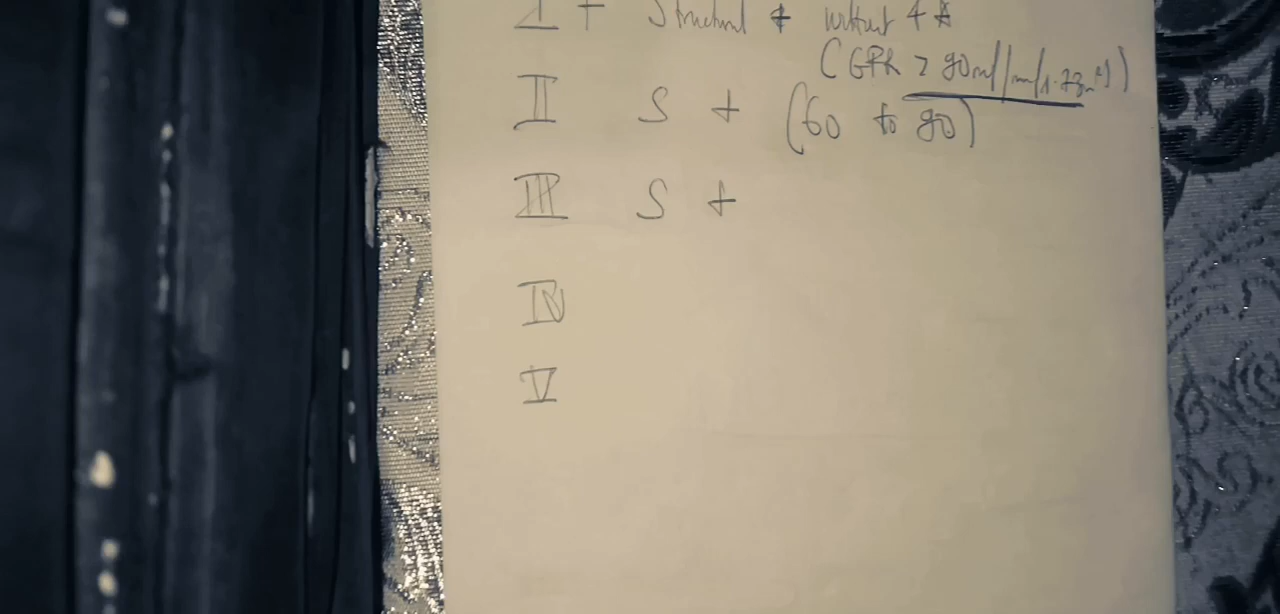 I + Structural + without
(GFR > 90ml/min/1.73m²)
II S + (60 to 90)
III S +
IV
V